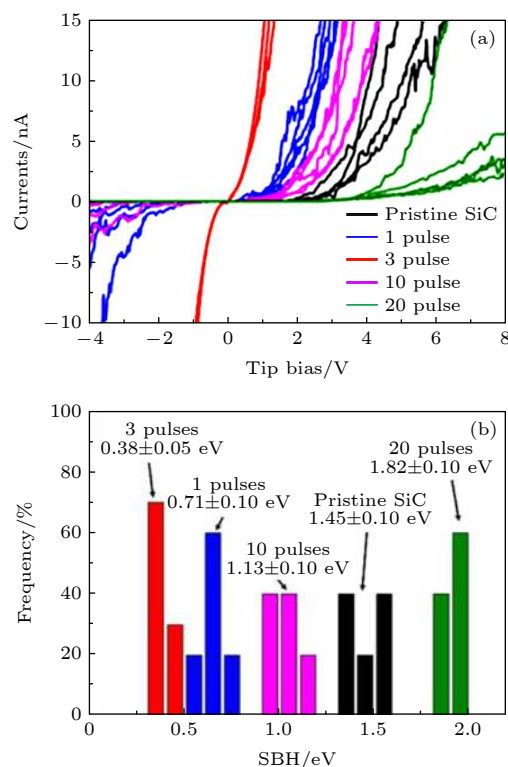 15
(a)
10
5
0
−5
−10
Currents/nA
Pristine SiC
1 pulse
3 pulse
10 pulse
20 pulse
−4
−2
0
2
4
6
8
Tip bias/V
100
(b)
80
60
40
20
0
Frequency/%
3 pulses
0.38±0.05 eV
1 pulses
0.71±0.10 eV
10 pulses
1.13±0.10 eV
Pristine SiC
1.45±0.10 eV
20 pulses
1.82±0.10 eV
0
0.5
1.0
1.5
2.0
SBH/eV